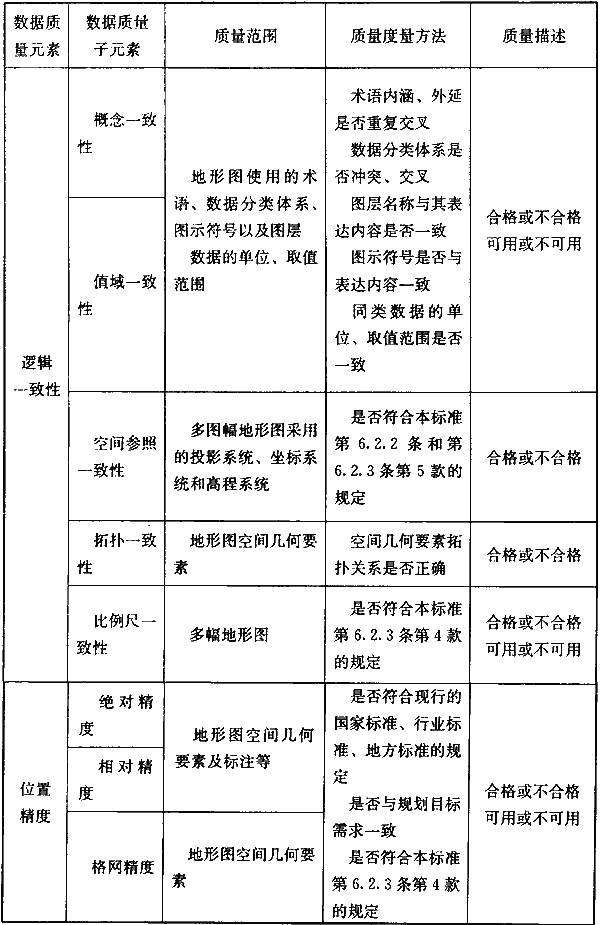 数据质
量元素
数据质量
子元素
质量范围
质量度量方法
质量描述
逻辑
一致性
概念一致
性
值域一致
性
地形图使用的术
语、数据分类体系、
图示符号以及图层
数据的单位、取值
范围
术语内涵、外延
是否重复交叉
数据分类体系是
否冲突、交叉
图层名称与其表
达内容是否一致
图示符号是否与
表达内容一致
同类数据的单
位、取值范围是否
一致
合格或不合格
可用或不可用
空间参照
一致性
多图幅地形图采用
的投影系统、坐标系
统和高程系统
是否符合本标准
第 6.2.2 条和第
6.2.3 条第 5 款的
规定
合格或不合格
拓扑一致
性
地形图空间几何要
素
空间几何要素拓
扑关系是否正确
合格或不合格
比例尺一
致性
多幅地形图
是否符合本标准
第 6.2.3 条第 4 款
的规定
合格或不合格
可用或不可用
位置
精度
绝对精
度
相对精
度
地形图空间几何
要素及标注等
格网精度
地形图空间几何要
素
是否符合现行的
国家标准、行业标
准、地方标准的规
定
是否与规划目标
需求一致
是否符合本标准
第 6.2.3 条第 4 款
的规定
合格或不合格
可用或不可用